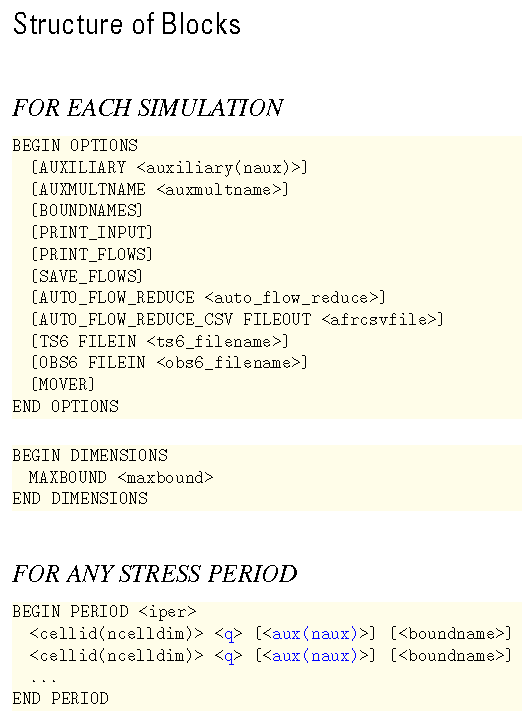 Structure of Blocks
FOR EACH SIMULATION
BEGIN OPTIONS
[AUXILIARY <auxiliary(naux)>]
[AUXMULTNAME <auxmultname>]
[BOUNDNAMES]
[PRINT_INPUT]
[PRINT_FLOWS]
[SAVE_FLOWS]
[AUTO_FLOW_REDUCE <auto_flow_reduce>]
[AUTO_FLOW_REDUCE_CSV FILEOUT <afrcsvfile>]
[TS6 FILEIN <ts6_filename>]
[OBS6 FILEIN <obs6_filename>]
[MOVER]
END OPTIONS
BEGIN DIMENSIONS
MAXBOUND <maxbound>
END DIMENSIONS
FOR ANY STRESS PERIOD
BEGIN PERIOD <iper>
<cellid(ncelldim)> <q> [<aux(naux)>] [<boundname>]
<cellid(ncelldim)> <q> [<aux(naux)>] [<boundname>]
...
END PERIOD